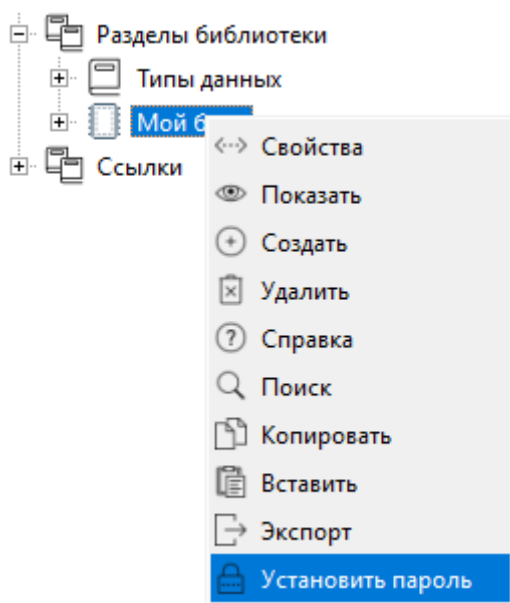 Разделы библиотеки
Типы данных
Мой
Ссылки
Свойства
Показать
Создать
Удалить
Справка
Поиск
Копировать
Вставить
Экспорт
Установить пароль